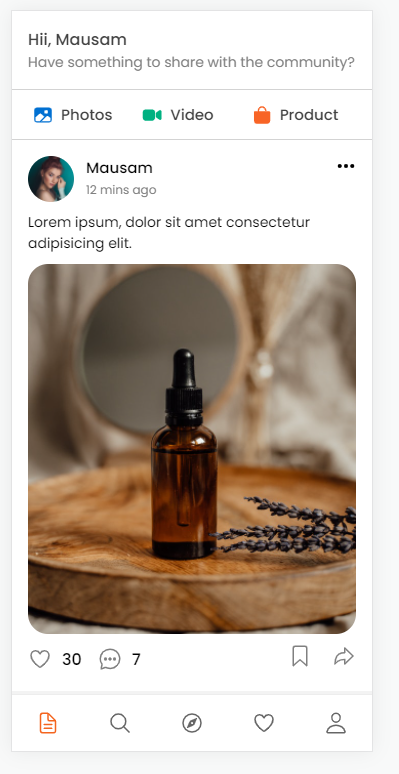 Hii, Mausam
Have something to share with the community?
Photos Video Product
Mausam
12 mins ago
Lorem ipsum, dolor sit amet consectetur
adipisicing elit.
30 7